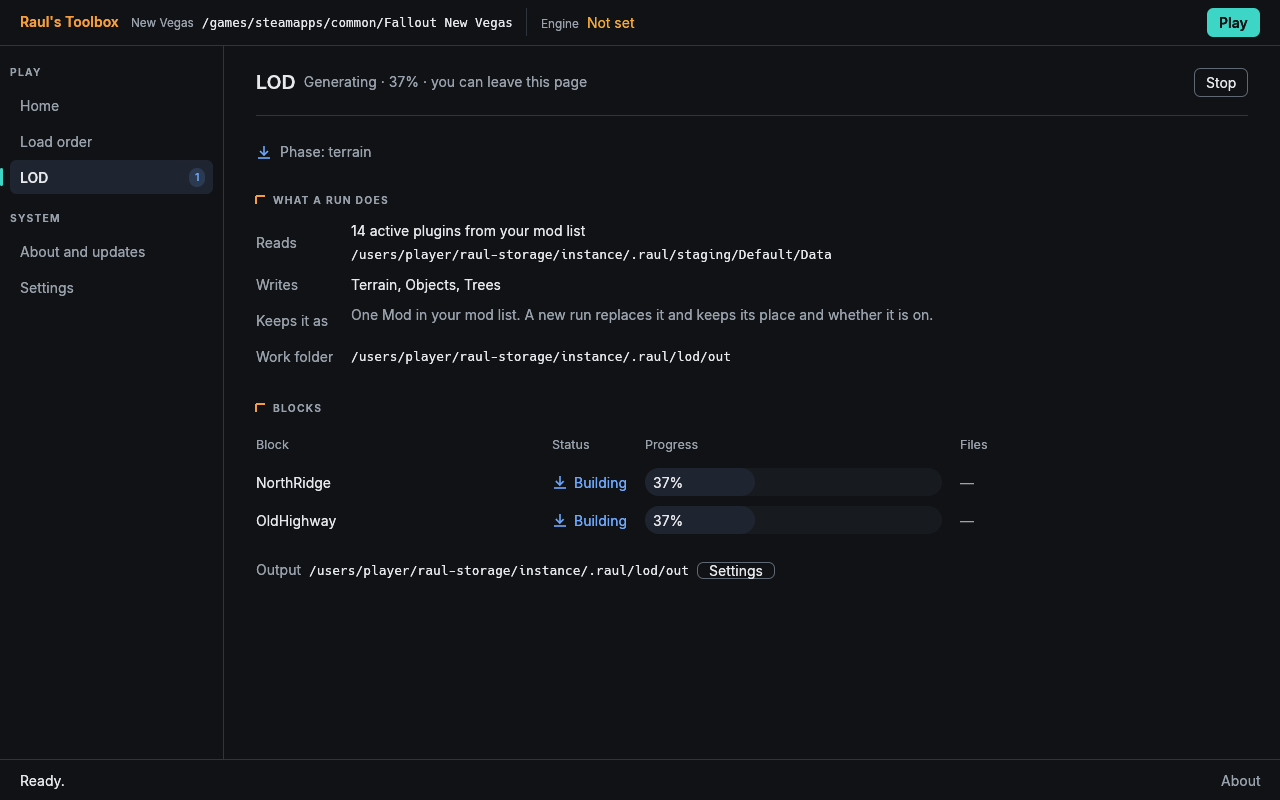 Raul's Toolbox New Vegas /games/steamapps/common/Fallout New Vegas Engine Not set Play
PLAY
Home
Load order
LOD 1
SYSTEM
About and updates
Settings
LOD Generating · 37% · you can leave this page Stop
Phase: terrain
WHAT A RUN DOES
Reads 14 active plugins from your mod list
/users/player/raul-storage/instance/.raul/staging/Default/Data
Writes Terrain, Objects, Trees
Keeps it as One Mod in your mod list. A new run replaces it and keeps its place and whether it is on.
Work folder /users/player/raul-storage/instance/.raul/lod/out
BLOCKS
Block Status Progress Files
NorthRidge Building 37% —
OldHighway Building 37% —
Output /users/player/raul-storage/instance/.raul/lod/out Settings
Ready. About